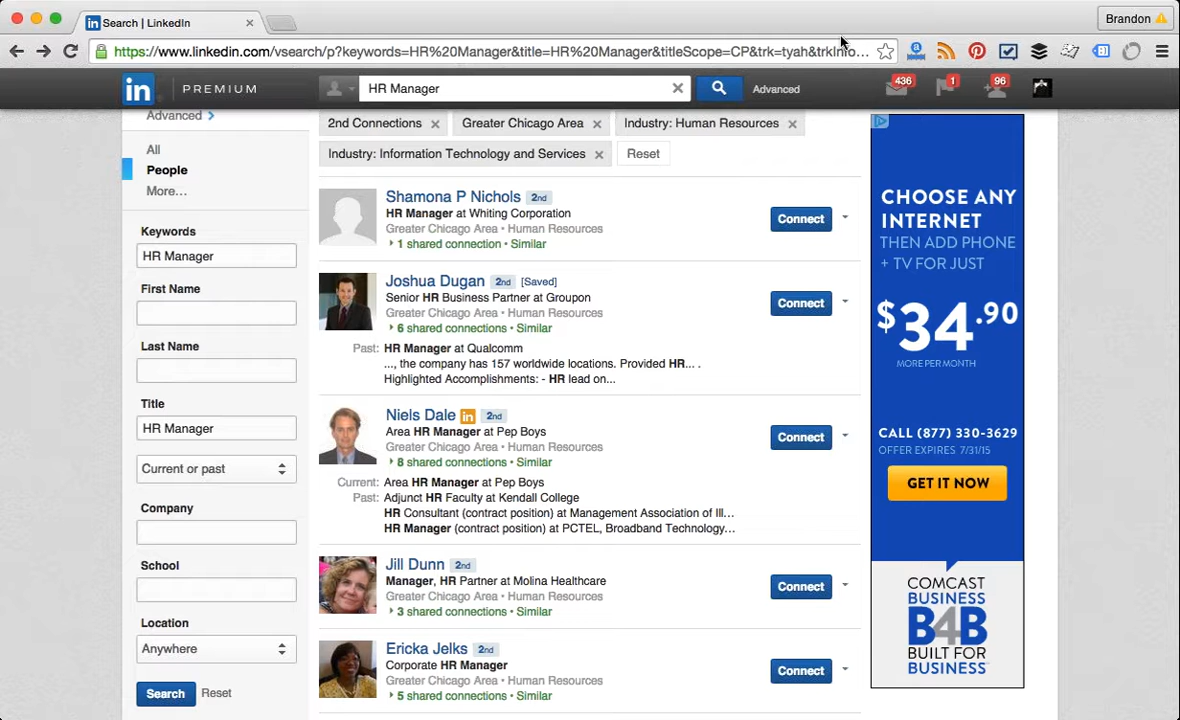 Search | LinkedIn
Brandon
https://www.linkedin.com/vsearch/p?keywords=HR%20Manager&title=HR%20Manager&titleScope=CP&trk=tyah&trkInfo...
in PREMIUM
HR Manager
Advanced
436
1
96
Advanced
All
People
More...
Keywords
HR Manager
First Name
Last Name
Title
HR Manager
Current or past
Company
School
Location
Anywhere
Search Reset
2nd Connections Greater Chicago Area Industry: Human Resources
Industry: Information Technology and Services Reset
Shamona P Nichols 2nd
HR Manager at Whiting Corporation
Greater Chicago Area • Human Resources
1 shared connection • Similar
Connect
Joshua Dugan 2nd [Saved]
Senior HR Business Partner at Groupon
Greater Chicago Area • Human Resources
6 shared connections • Similar
Connect
Past: HR Manager at Qualcomm
..., the company has 157 worldwide locations. Provided HR... .
Highlighted Accomplishments: - HR lead on...
Niels Dale in 2nd
Area HR Manager at Pep Boys
Greater Chicago Area • Human Resources
8 shared connections • Similar
Connect
Current: Area HR Manager at Pep Boys
Past: Adjunct HR Faculty at Kendall College
HR Consultant (contract position) at Management Association of Ill...
HR Manager (contract position) at PCTEL, Broadband Technology...
Jill Dunn 2nd
Manager, HR Partner at Molina Healthcare
Greater Chicago Area • Human Resources
3 shared connections • Similar
Connect
Ericka Jelks 2nd
Corporate HR Manager
Greater Chicago Area • Human Resources
5 shared connections • Similar
Connect
CHOOSE ANY
INTERNET
THEN ADD PHONE
+ TV FOR JUST
$34.90
MORE PER MONTH
CALL (877) 330-3629
OFFER EXPIRES 7/31/15
GET IT NOW
COMCAST
BUSINESS
B4B
BUILT FOR
BUSINESS™